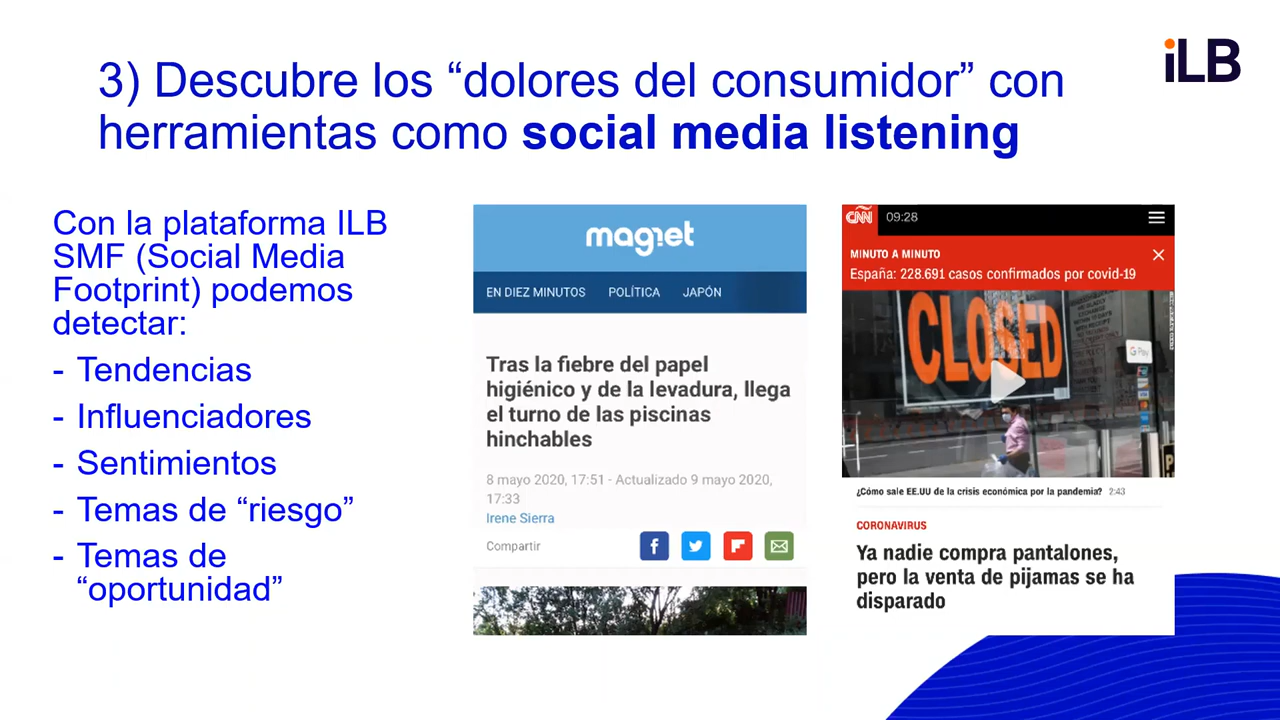 3) Descubre los “dolores del consumidor” con
herramientas como social media listening
iLB
Con la plataforma ILB
SMF (Social Media
Footprint) podemos
detectar:
- Tendencias
- Influenciadores
- Sentimientos
- Temas de “riesgo”
- Temas de
“oportunidad”
magnet
EN DIEZ MINUTOS POLÍTICA JAPÓN
Tras la fiebre del papel
higiénico y de la levadura, llega
el turno de las piscinas
hinchables
8 mayo 2020, 17:51 - Actualizado 9 mayo 2020,
17:33
Irene Sierra
Compartir
CNN 09:28
MINUTO A MINUTO
España: 228.691 casos confirmados por covid-19
CLOSED
G Pay
¿Cómo sale EE.UU de la crisis económica por la pandemia? 2:43
CORONAVIRUS
Ya nadie compra pantalones,
pero la venta de pijamas se ha
disparado